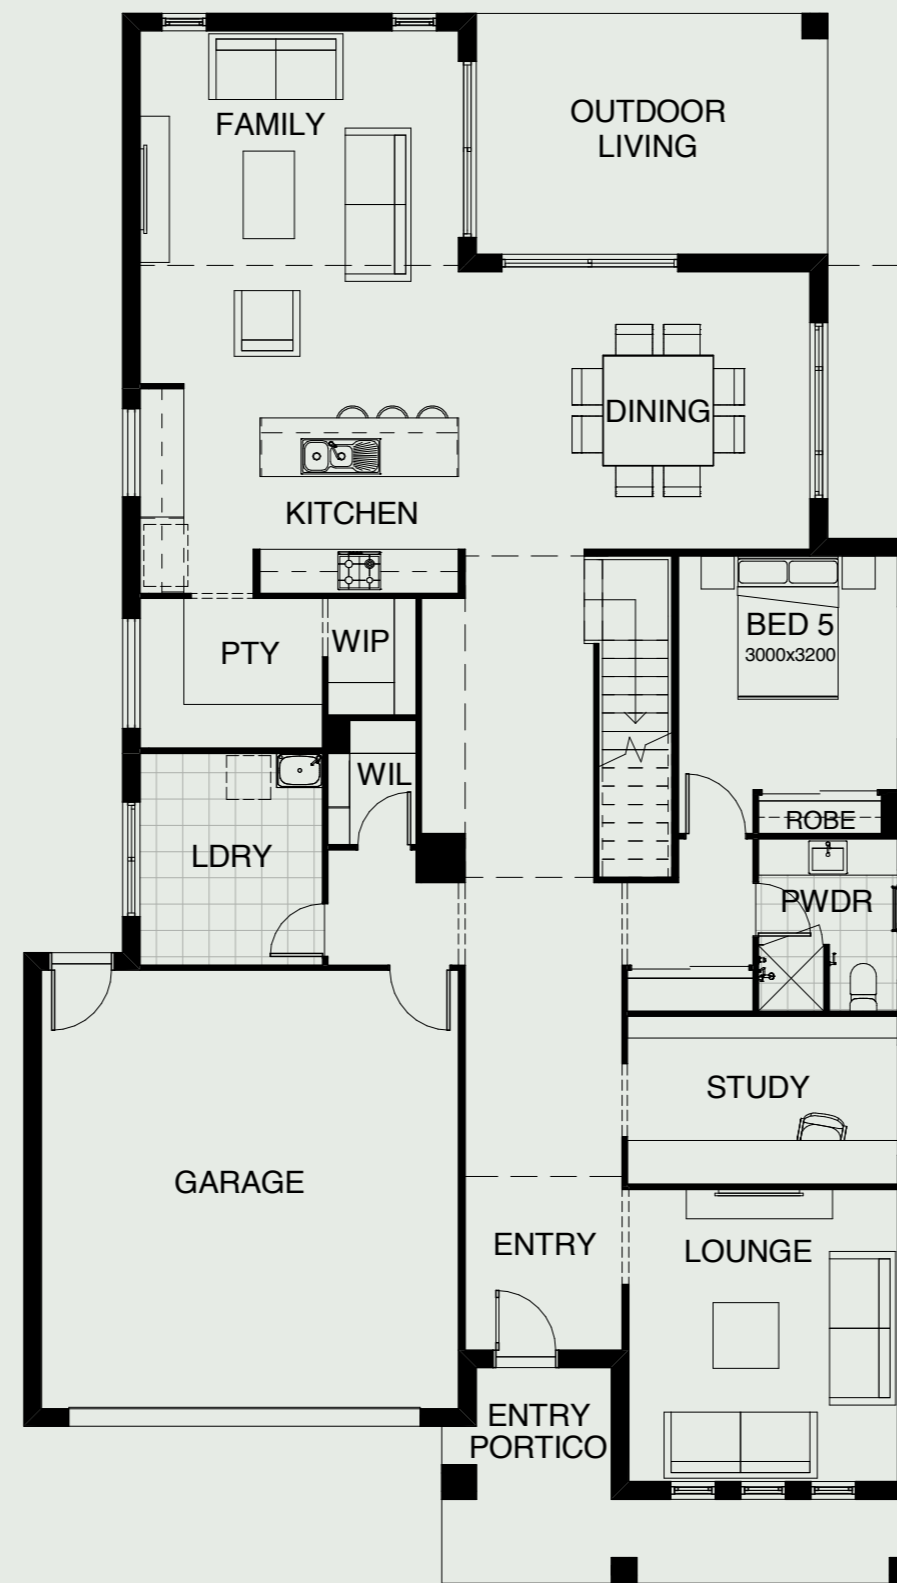 FAMILY
OUTDOOR
LIVING
DINING
KITCHEN
PTY
WIP
BED 5
3000x3200
WIL
ROBE
LDRY
PWDR
STUDY
GARAGE
ENTRY
LOUNGE
ENTRY
PORTICO